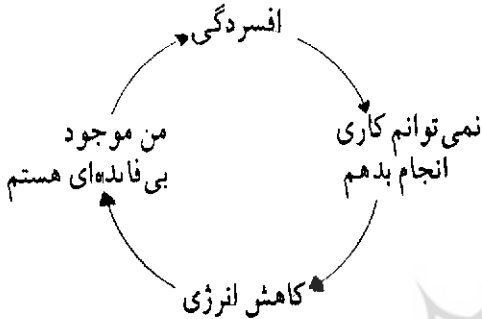 افسردگی
نمی‌توانم کاری
انجام بدهم
کاهش انرژی
من موجود
بی‌فایده‌ای هستم